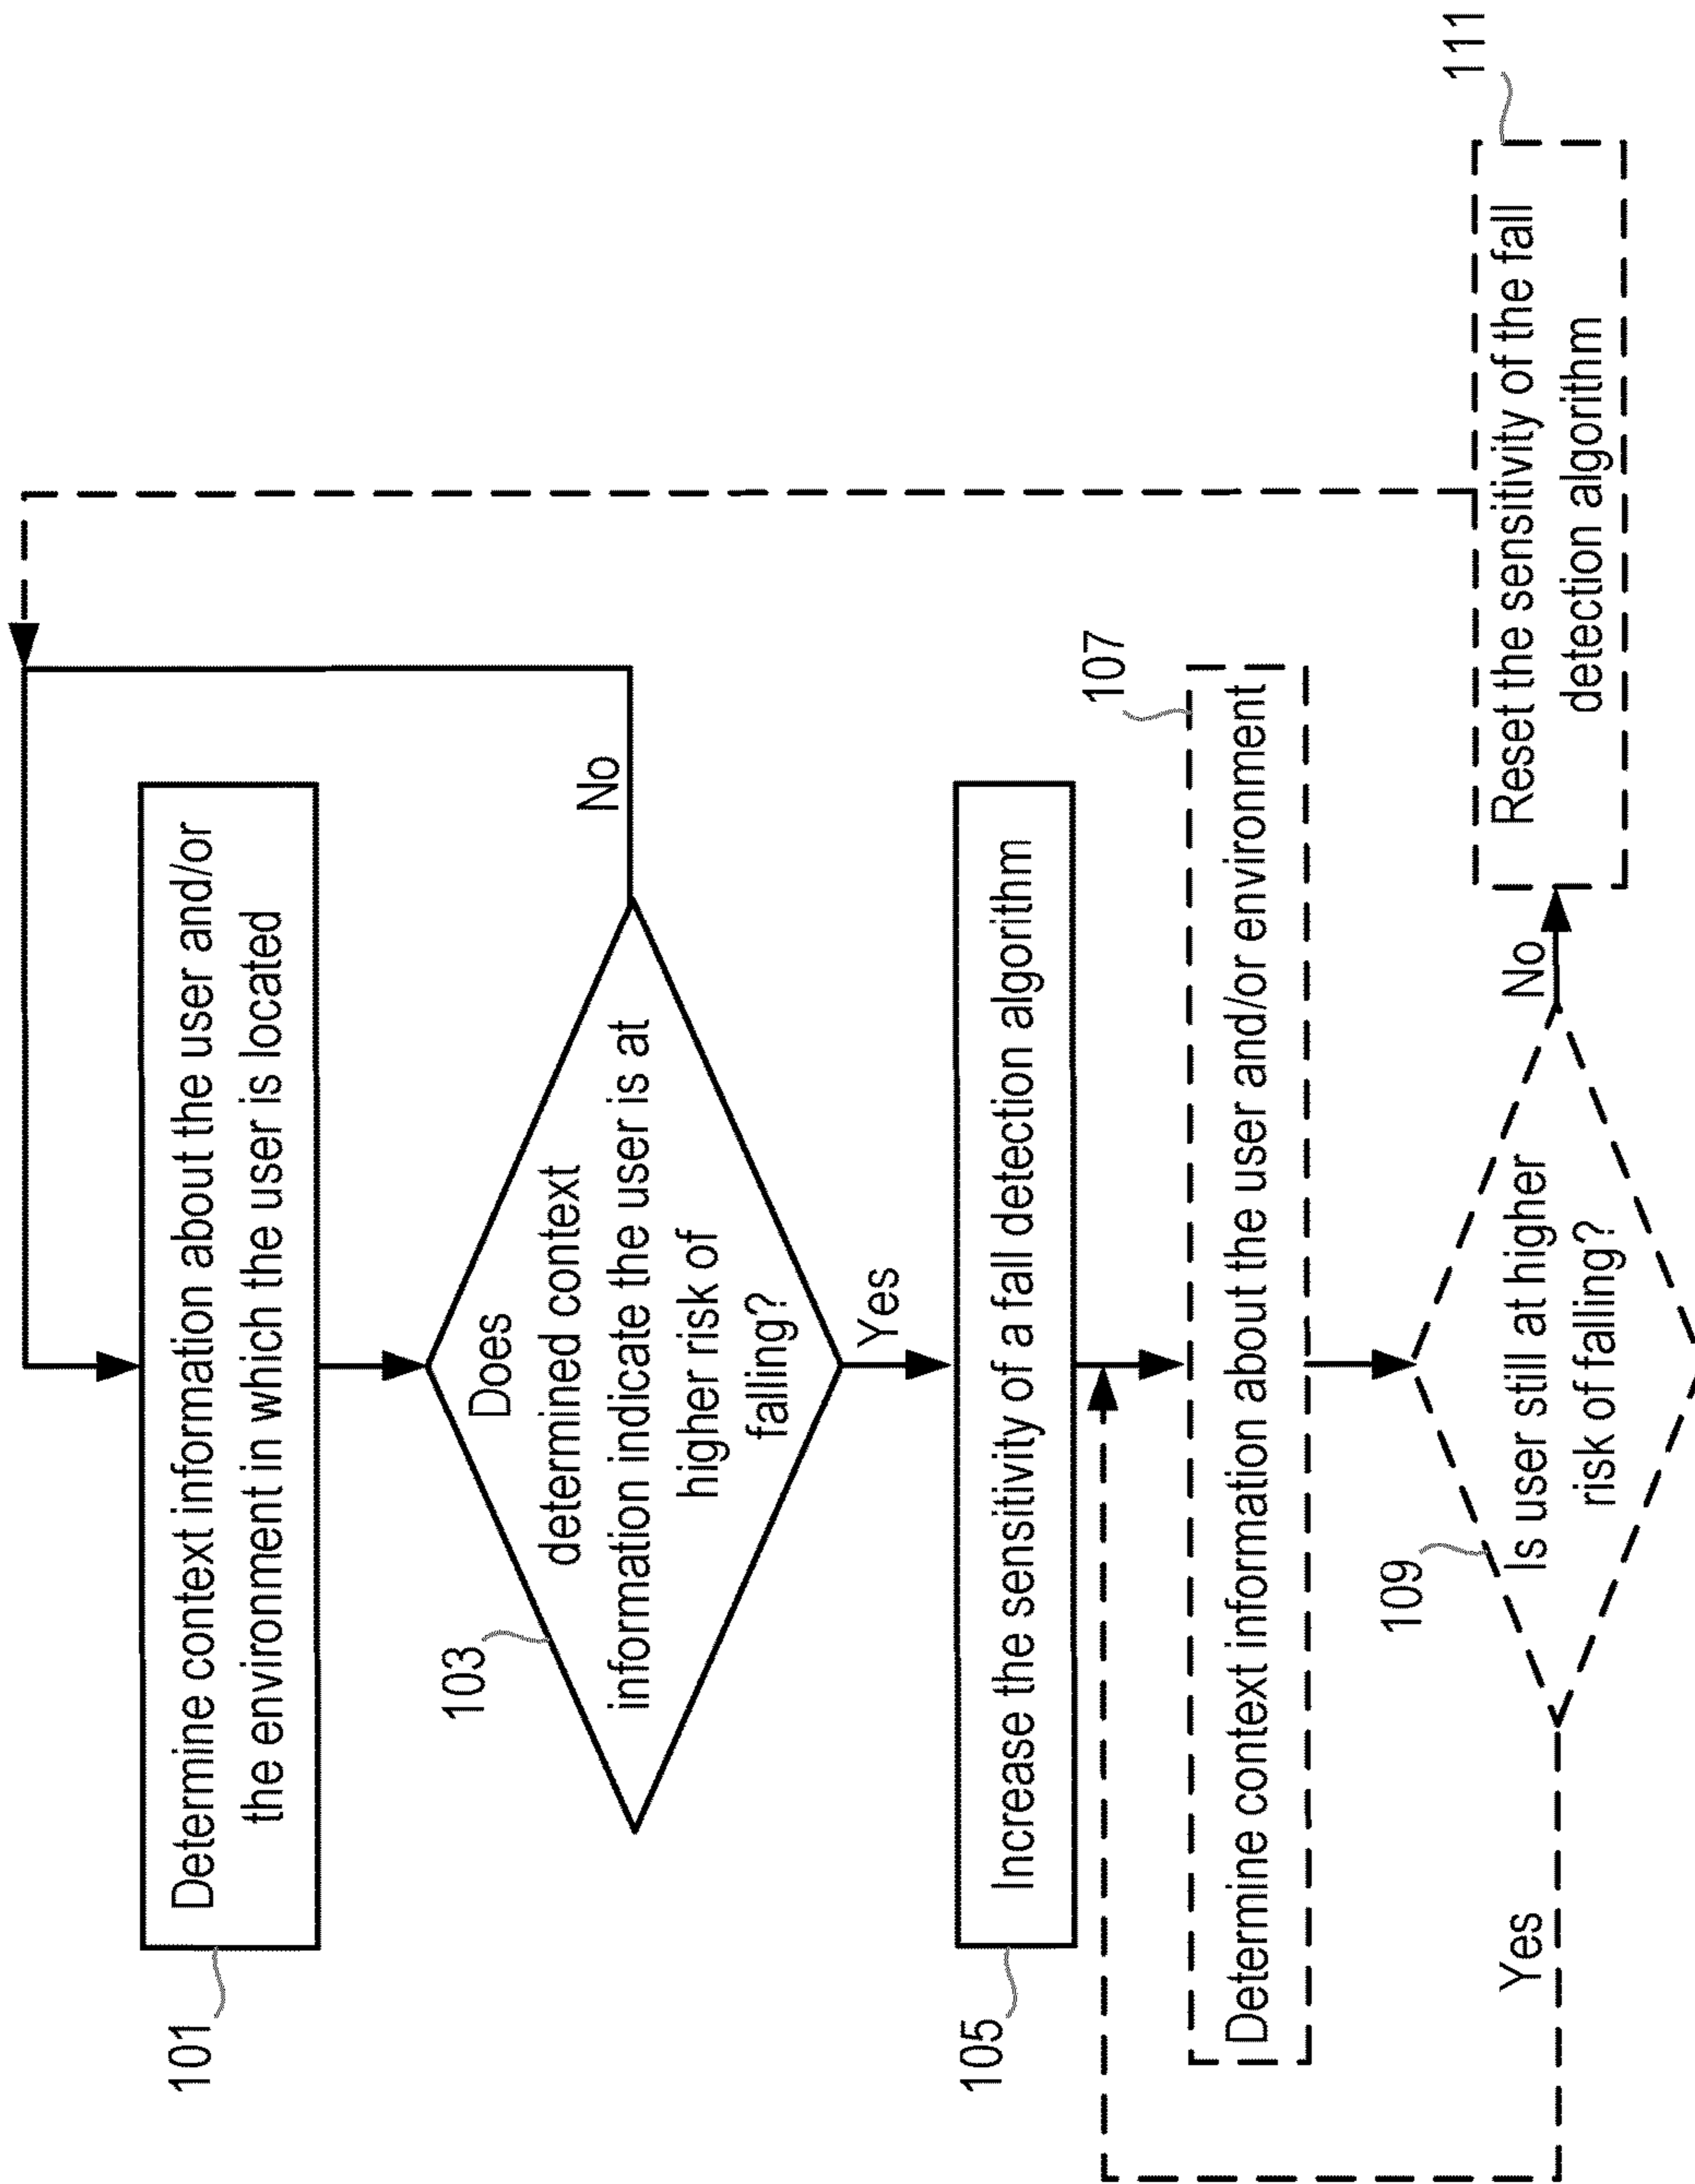 101
Determine context information about the user and/or
the environment in which the user is located
103
Does
determined context
information indicate the user is at
higher risk of
falling?
No
Yes
105
Increase the sensitivity of a fall detection algorithm
107
Determine context information about the user and/or environment
109
Is user still at higher
risk of falling?
Yes
No
111
Reset the sensitivity of the fall
detection algorithm